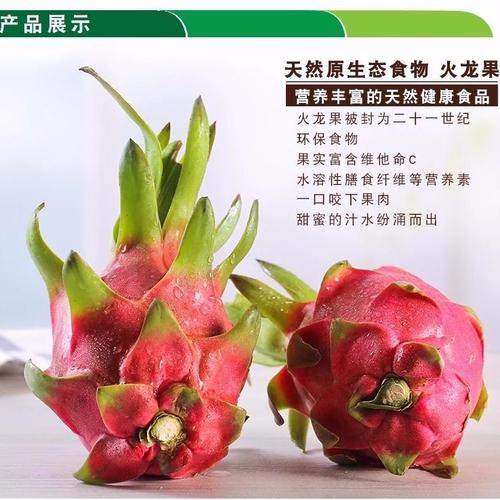 产品展示
天然原生态食物 火龙果
营养丰富的天然健康食品
火龙果被封为二十一世纪
环保食物
果实富含维他命C
水溶性膳食纤维等营养素
一口咬下果肉
甜蜜的汁水纷涌而出